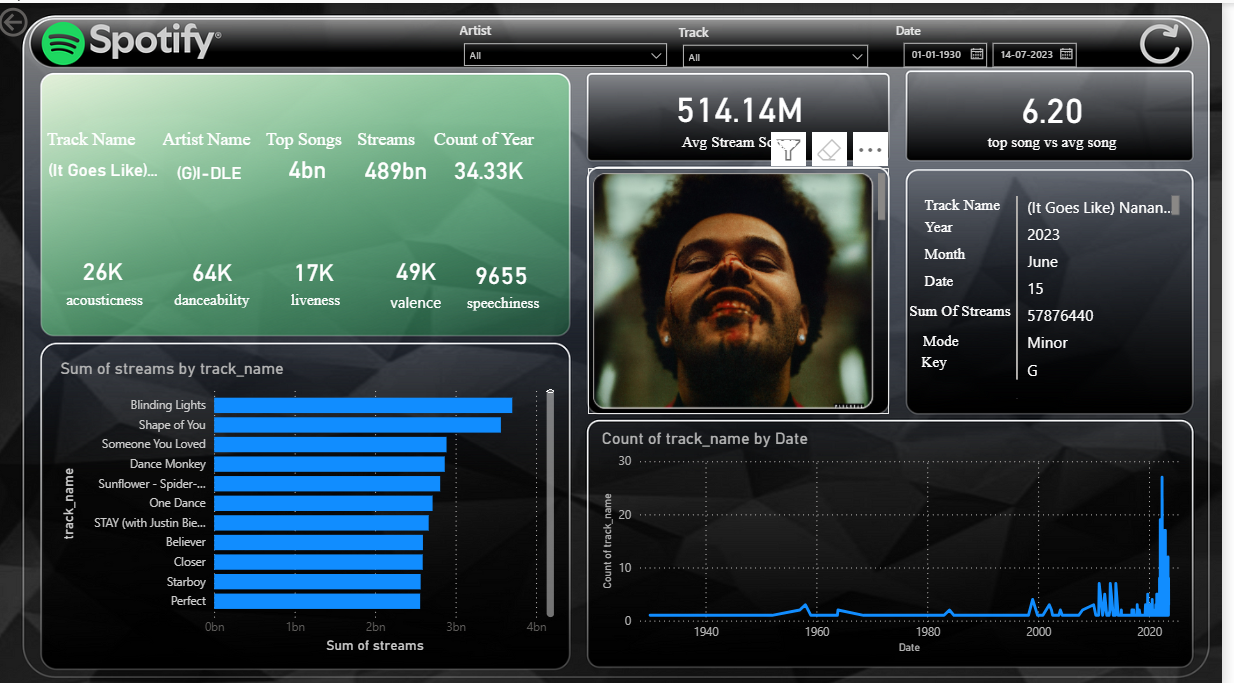 Spotify®
Artist
Track
Date
All
All
01-01-1930
14-07-2023
Track Name Artist Name Top Songs Streams Count of Year
(It Goes Like)... (G)I-DLE 4bn 489bn 34.33K
26K 64K 17K 49K 9655
acousticness danceability liveness valence speechiness
514.14M
Avg Stream So
6.20
top song vs avg song
Track Name (It Goes Like) Nanan...
Year 2023
Month June
Date 15
Sum Of Streams 57876440
Mode Minor
Key G
Sum of streams by track_name
track_name
Blinding Lights
Shape of You
Someone You Loved
Dance Monkey
Sunflower - Spider-...
One Dance
STAY (with Justin Bie...
Believer
Closer
Starboy
Perfect
0bn 1bn 2bn 3bn 4bn
Sum of streams
Count of track_name by Date
Count of track_name
30
20
10
0
1940 1960 1980 2000 2020
Date